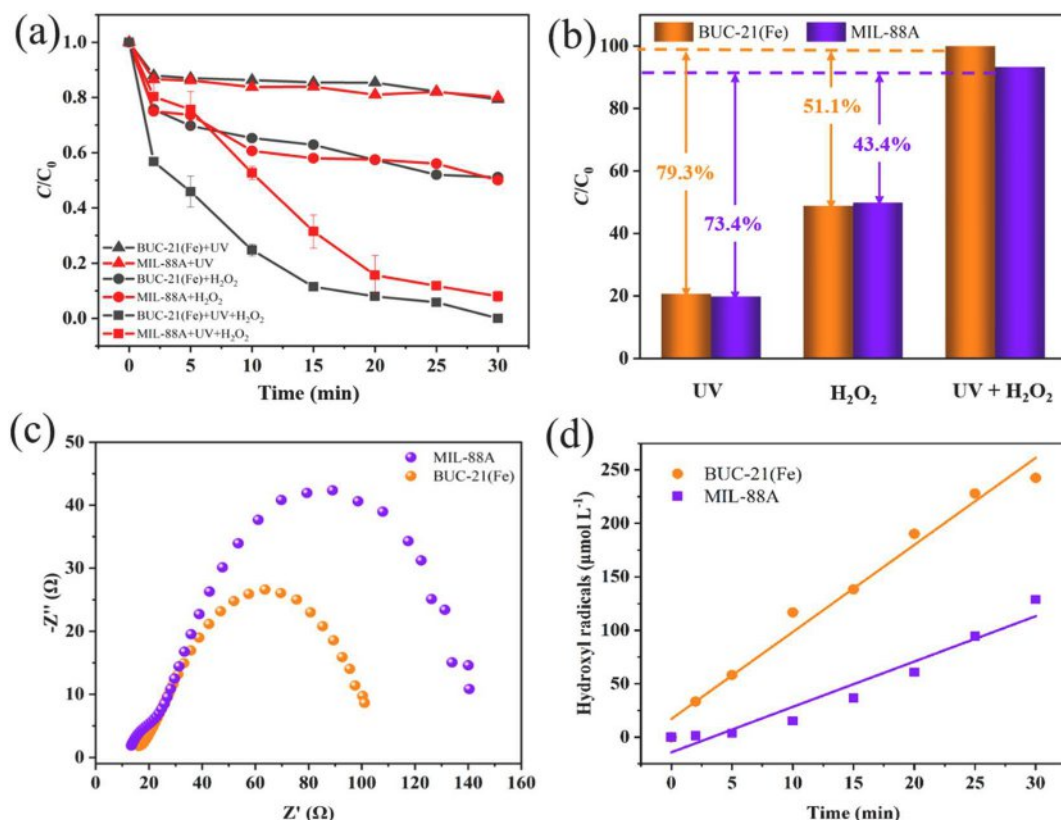 (a)
1.0
0.8
0.6
0.4
0.2
0.0
C/C₀
BUC-21(Fe)+UV
MIL-88A+UV
BUC-21(Fe)+H₂O₂
MIL-88A+H₂O₂
BUC-21(Fe)+UV+H₂O₂
MIL-88A+UV+H₂O₂
0 5 10 15 20 25 30
Time (min)
(b)
BUC-21(Fe) MIL-88A
100
80
60
40
20
0
C/C₀
79.3%
73.4%
51.1%
43.4%
UV H₂O₂ UV + H₂O₂
(c)
50
40
30
20
10
0
-Z'' (Ω)
MIL-88A
BUC-21(Fe)
0 20 40 60 80 100 120 140 160
Z' (Ω)
(d)
250
200
150
100
50
0
Hydroxyl radicals (μmol L⁻¹)
BUC-21(Fe)
MIL-88A
0 5 10 15 20 25 30
Time (min)